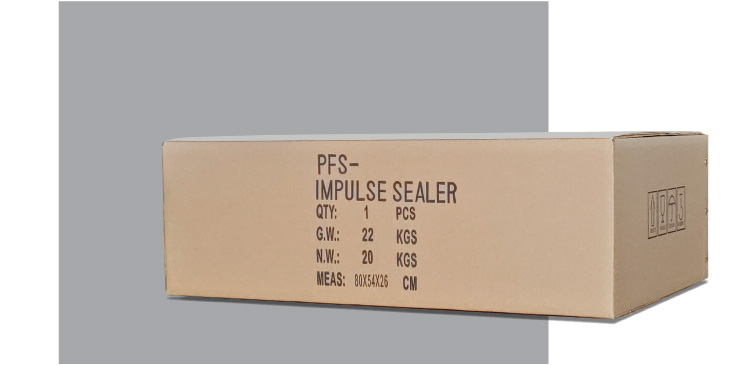 PFS-
IMPULSE SEALER
QTY: 1 PCS
G.W.: 22 KGS
N.W.: 20 KGS
MEAS: 80X54X26 CM